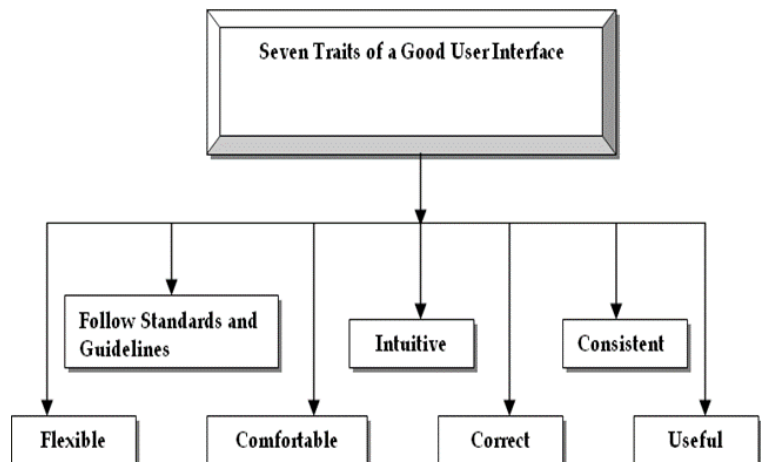 Seven Traits of a Good User Interface
Follow Standards and
Guidelines
Intuitive
Consistent
Flexible
Comfortable
Correct
Useful